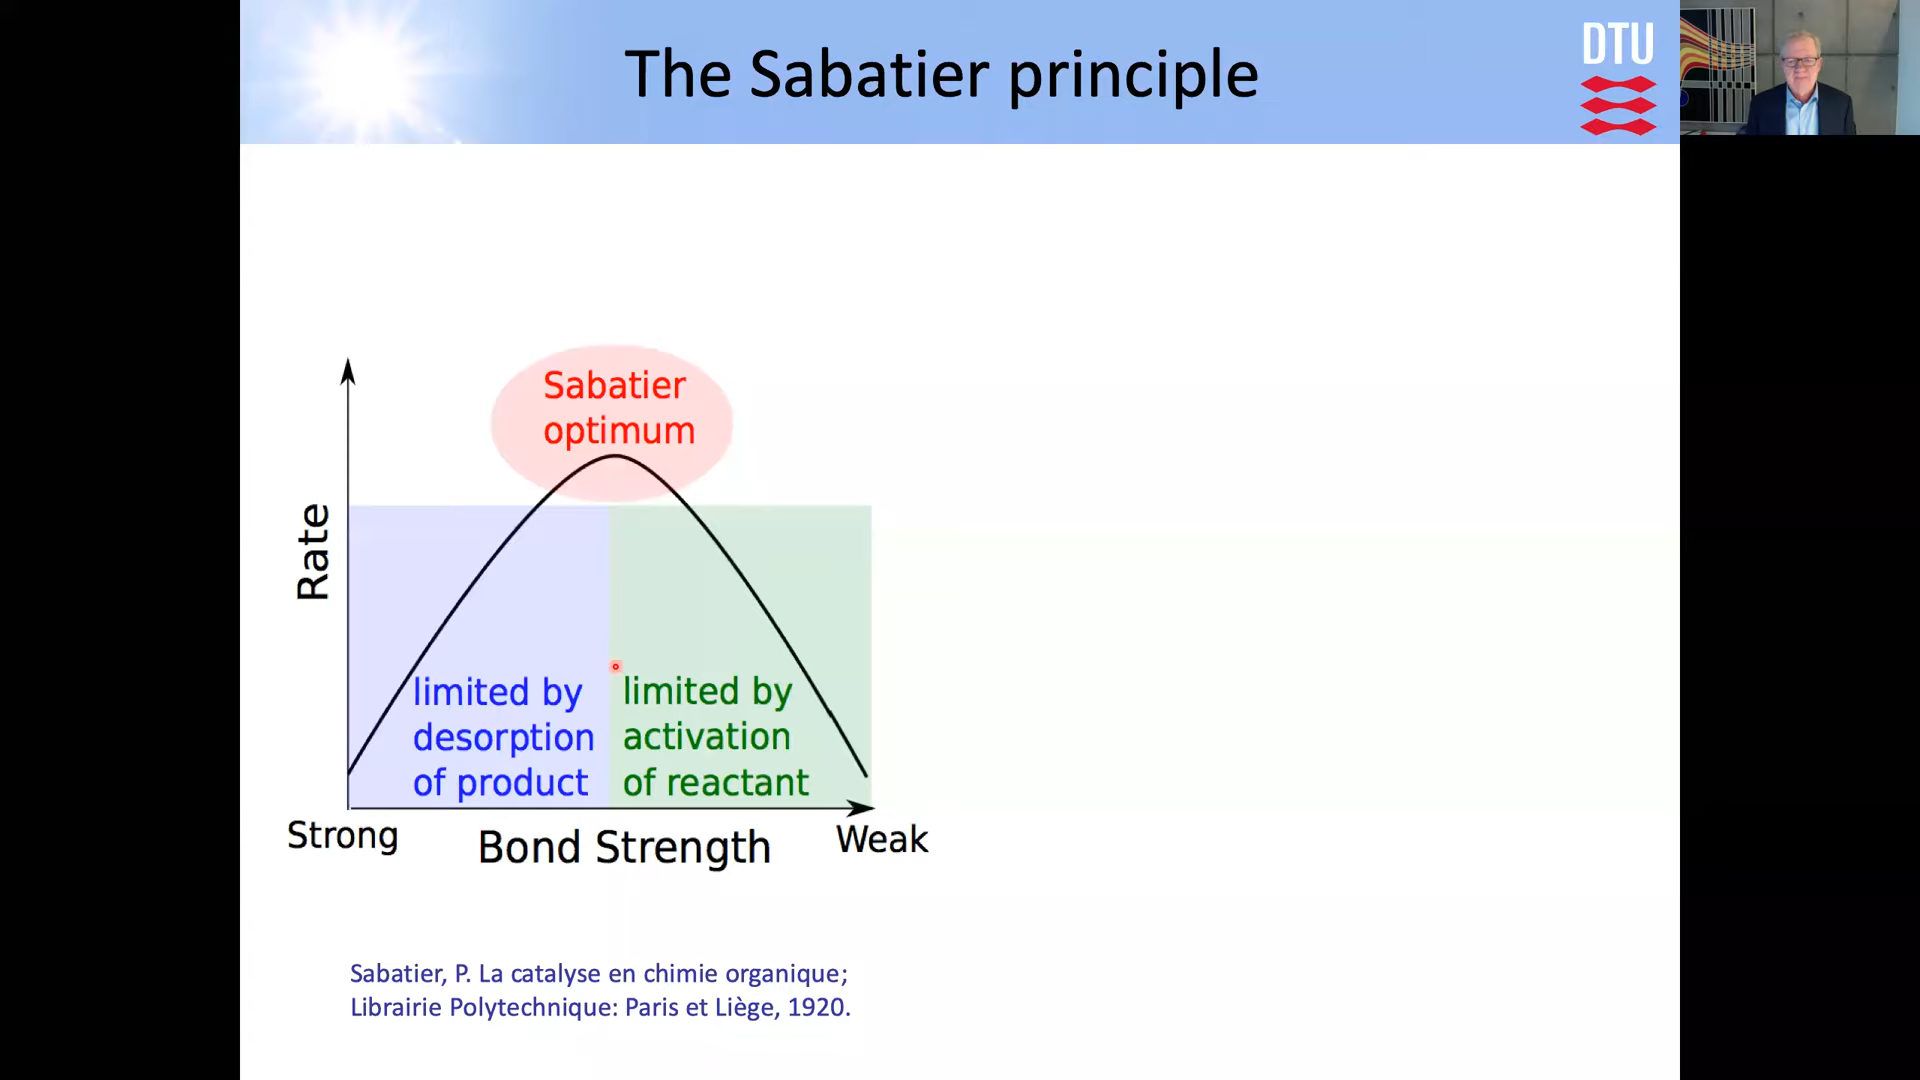 The Sabatier principle
DTU
Sabatier
optimum
Rate
limited by
desorption
of product
limited by
activation
of reactant
Strong
Bond Strength
Weak
Sabatier, P. La catalyse en chimie organique;
Librairie Polytechnique: Paris et Liège, 1920.